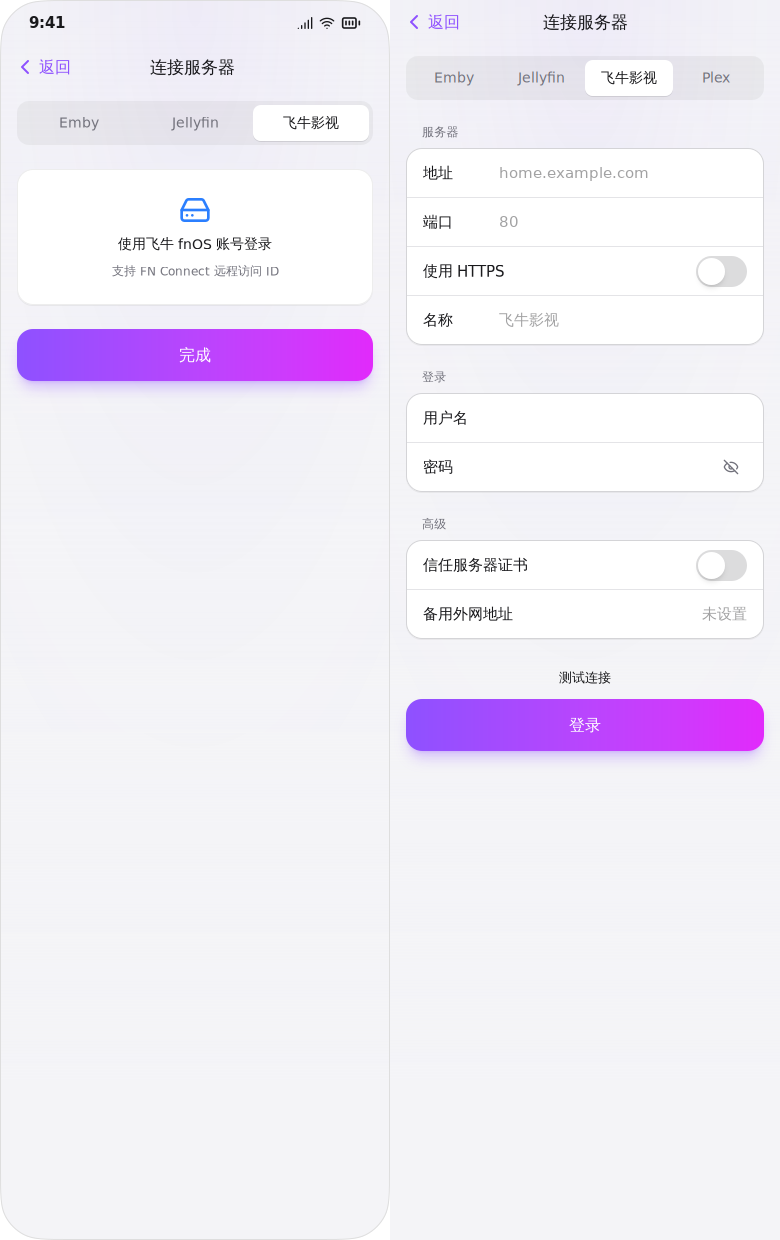 9:41
返回
连接服务器
Emby
Jellyfin
飞牛影视
使用飞牛 fnOS 账号登录
支持 FN Connect 远程访问 ID
完成
返回
连接服务器
Emby
Jellyfin
飞牛影视
Plex
服务器
地址 home.example.com
端口 80
使用 HTTPS
名称 飞牛影视
登录
用户名
密码
高级
信任服务器证书
备用外网地址 未设置
测试连接
登录